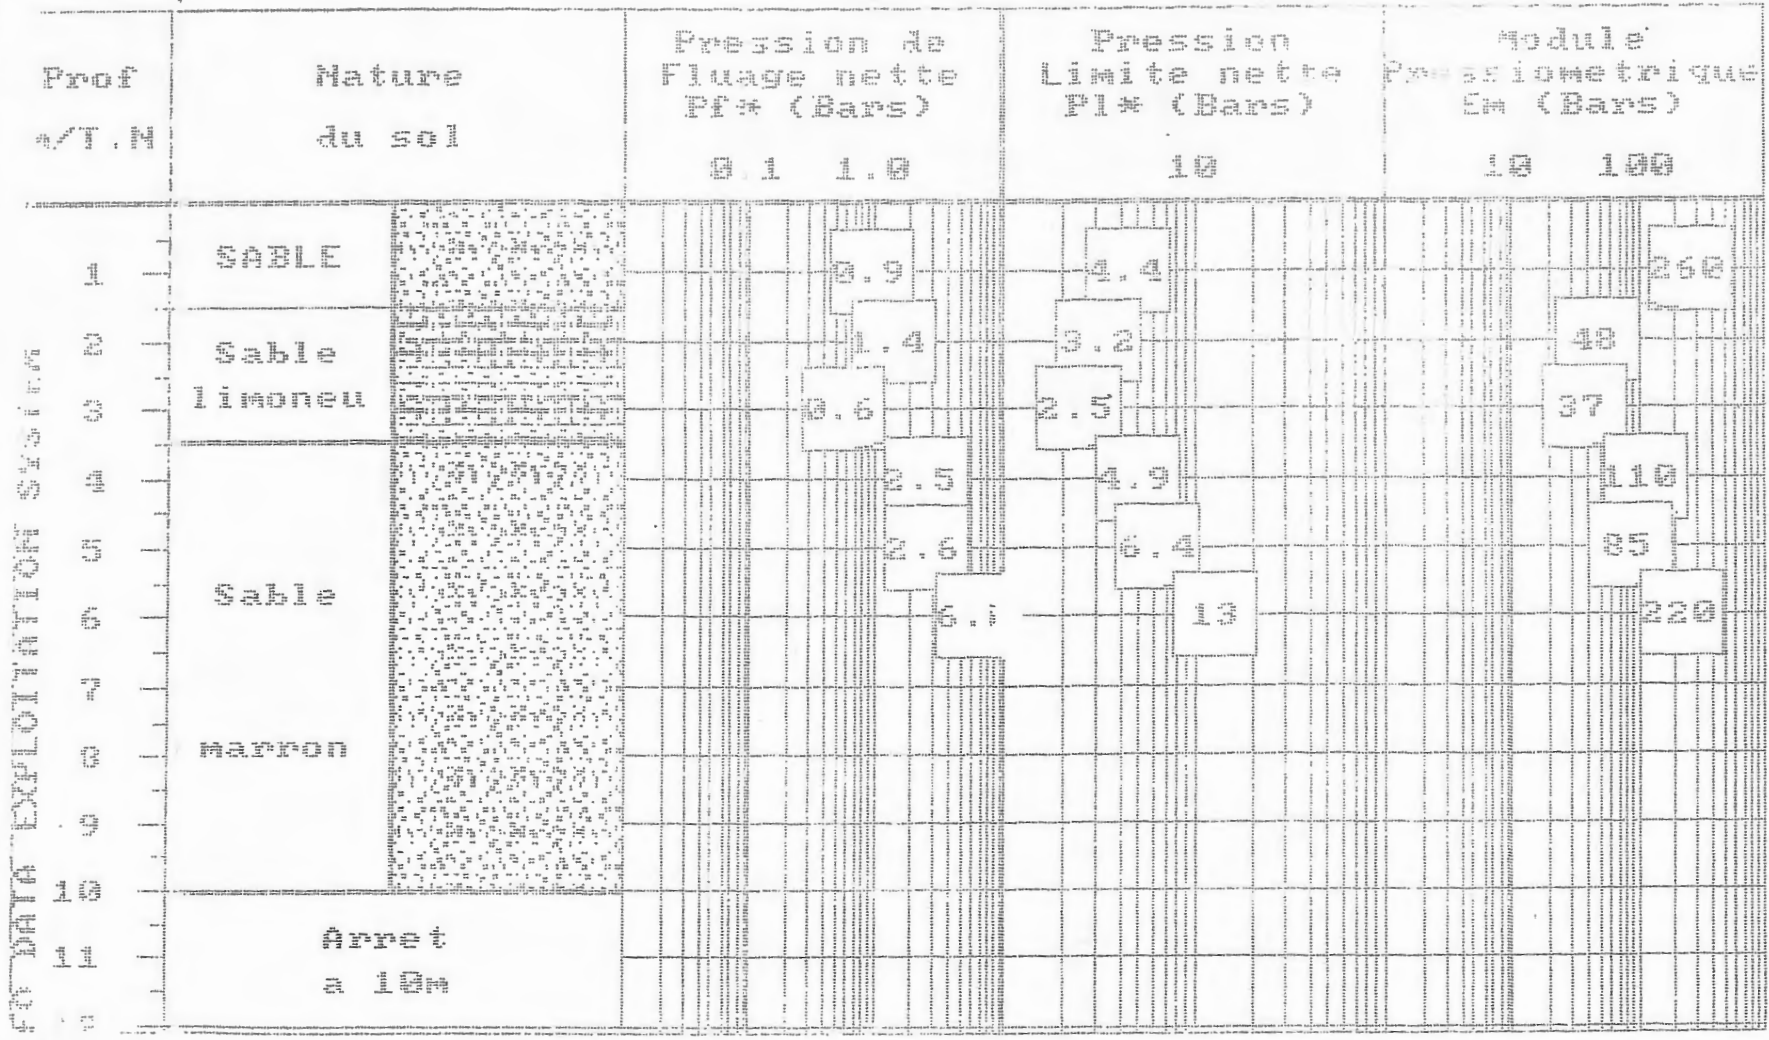 Prof
m/T.N
Nature
du sol
Pression de
Fluage nette
Pf* (Bars)
0 1 1.0
Pression
Limite nette
Pl* (Bars)
10
Module
Em (Bars)
10 100
SABLE
1 0.9 4.4 260
Sable
limoneu
2 1.4 3.2 48
3 0.6 2.5 37
4 2.5 4.9 110
5 2.6 6.4 85
Sable
marron
6 13 220
7
8
9
10
11
Arret
a 10m
DATA EXPLOITATION